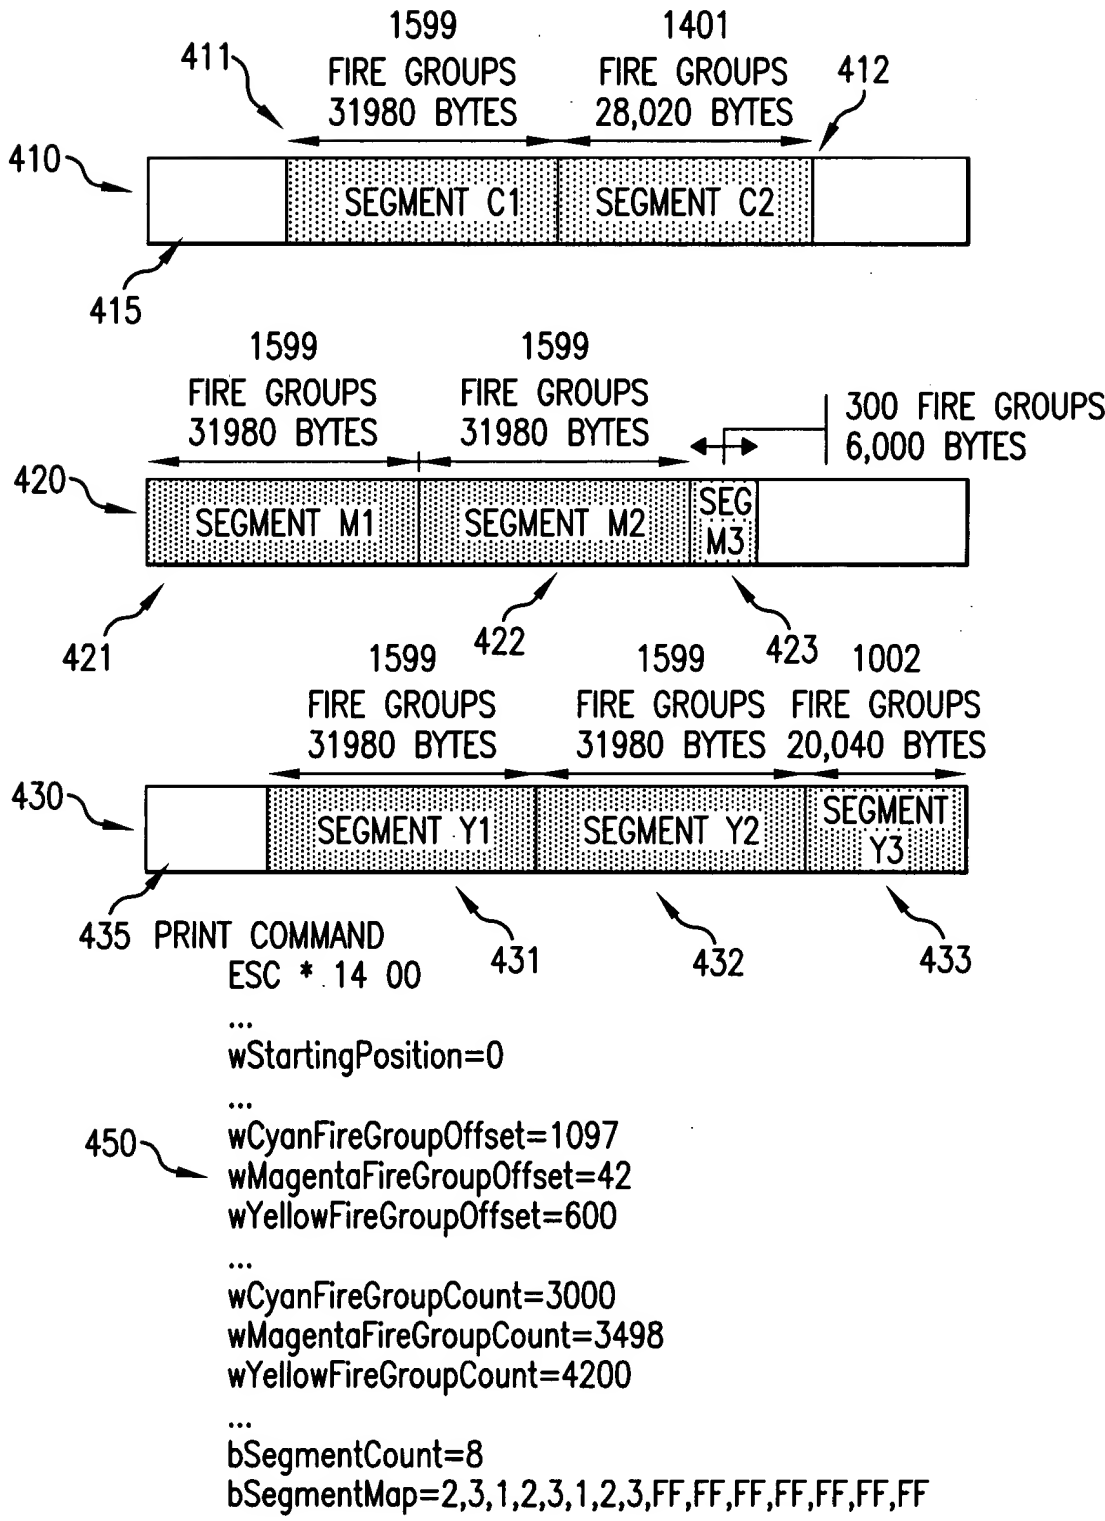 1599
FIRE GROUPS
31980 BYTES
1401
FIRE GROUPS
28,020 BYTES
411
412
410
SEGMENT C1
SEGMENT C2
415
1599
FIRE GROUPS
31980 BYTES
1599
FIRE GROUPS
31980 BYTES
300 FIRE GROUPS
6,000 BYTES
420
SEGMENT M1
SEGMENT M2
SEG
M3
421
422
423
1599
FIRE GROUPS
31980 BYTES
1599
FIRE GROUPS
31980 BYTES
1002
FIRE GROUPS
20,040 BYTES
430
SEGMENT Y1
SEGMENT Y2
SEGMENT
Y3
435
431
432
433
PRINT COMMAND
ESC * 14 00
...
wStartingPosition=0
...
450
wCyanFireGroupOffset=1097
wMagentaFireGroupOffset=42
wYellowFireGroupOffset=600
...
wCyanFireGroupCount=3000
wMagentaFireGroupCount=3498
wYellowFireGroupCount=4200
...
bSegmentCount=8
bSegmentMap=2,3,1,2,3,1,2,3,FF,FF,FF,FF,FF,FF,FF